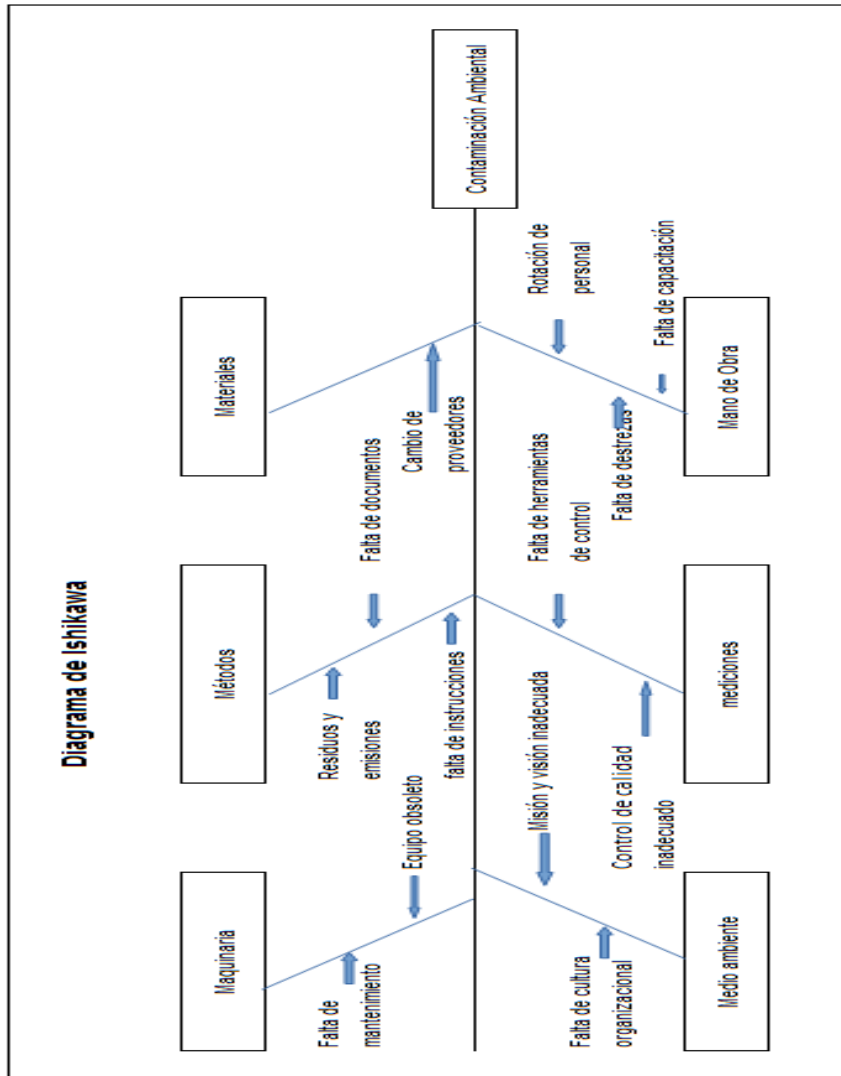 Diagrama de Ishikawa
Maquinaria
Métodos
Materiales
Falta de
mantenimiento
Equipo obsoleto
Residuos y
emisiones
Falta de documentos
falta de instrucciones
Cambio de
proveedores
Contaminación Ambiental
Misión y visión inadecuada
Falta de cultura
organizacional
Falta de herramientas
de control
Control de calidad
inadecuado
Rotación de
personal
Falta de destrezas
Falta de capacitación
Medio ambiente
mediciones
Mano de Obra